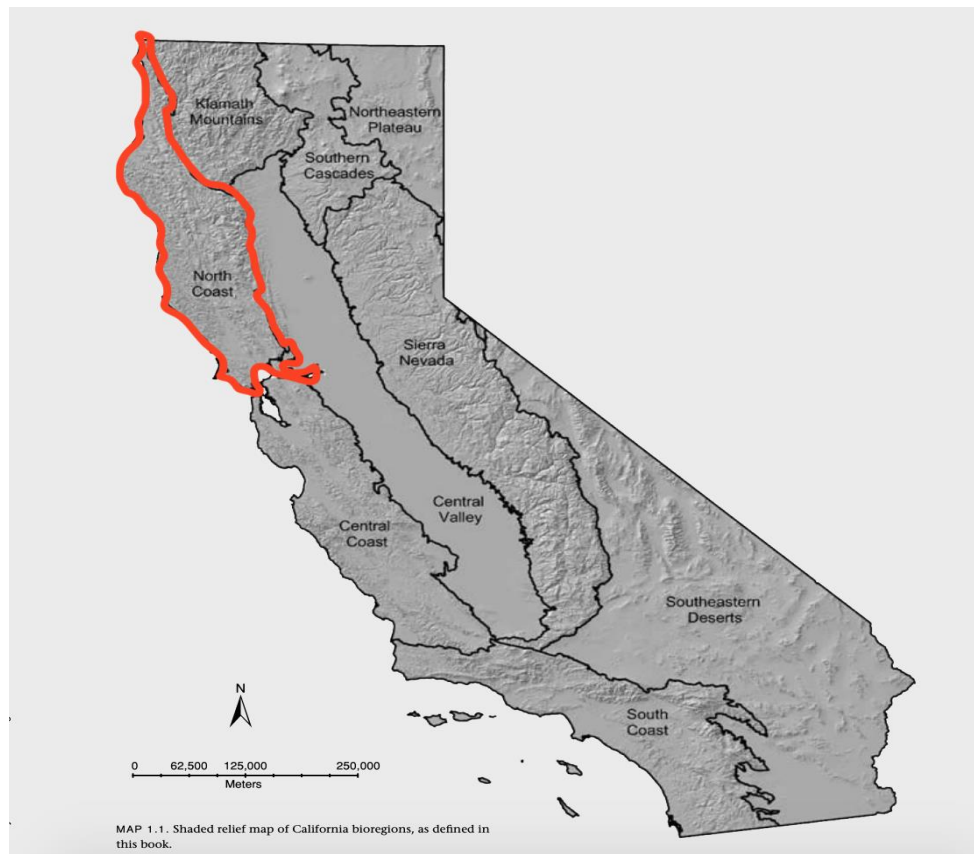 Klamath
Mountains
Northeastern
Plateau
Southern
Cascades
North
Coast
Sierra
Nevada
Central
Valley
Central
Coast
Southeastern
Deserts
South
Coast
N
0 62,500 125,000 250,000
Meters
MAP 1.1. Shaded relief map of California bioregions, as defined in
this book.